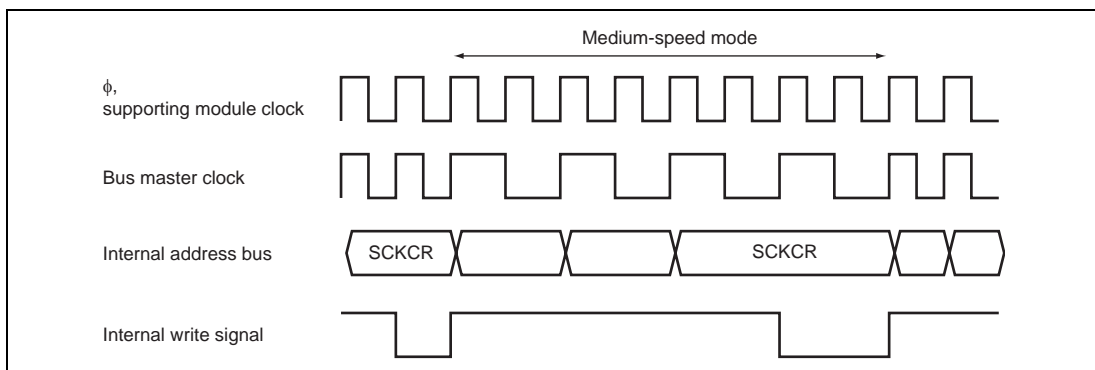 Medium-speed mode
ϕ,
supporting module clock
Bus master clock
Internal address bus
SCKCR
SCKCR
Internal write signal